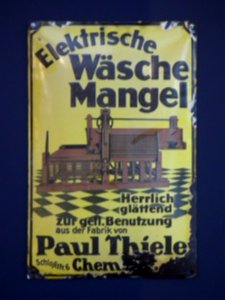 Elektrische
Wäsche
Mangel
Herrlich
glättend
zur gefl. Benutzung
aus der Fabrik von
Paul Thiele
Chem